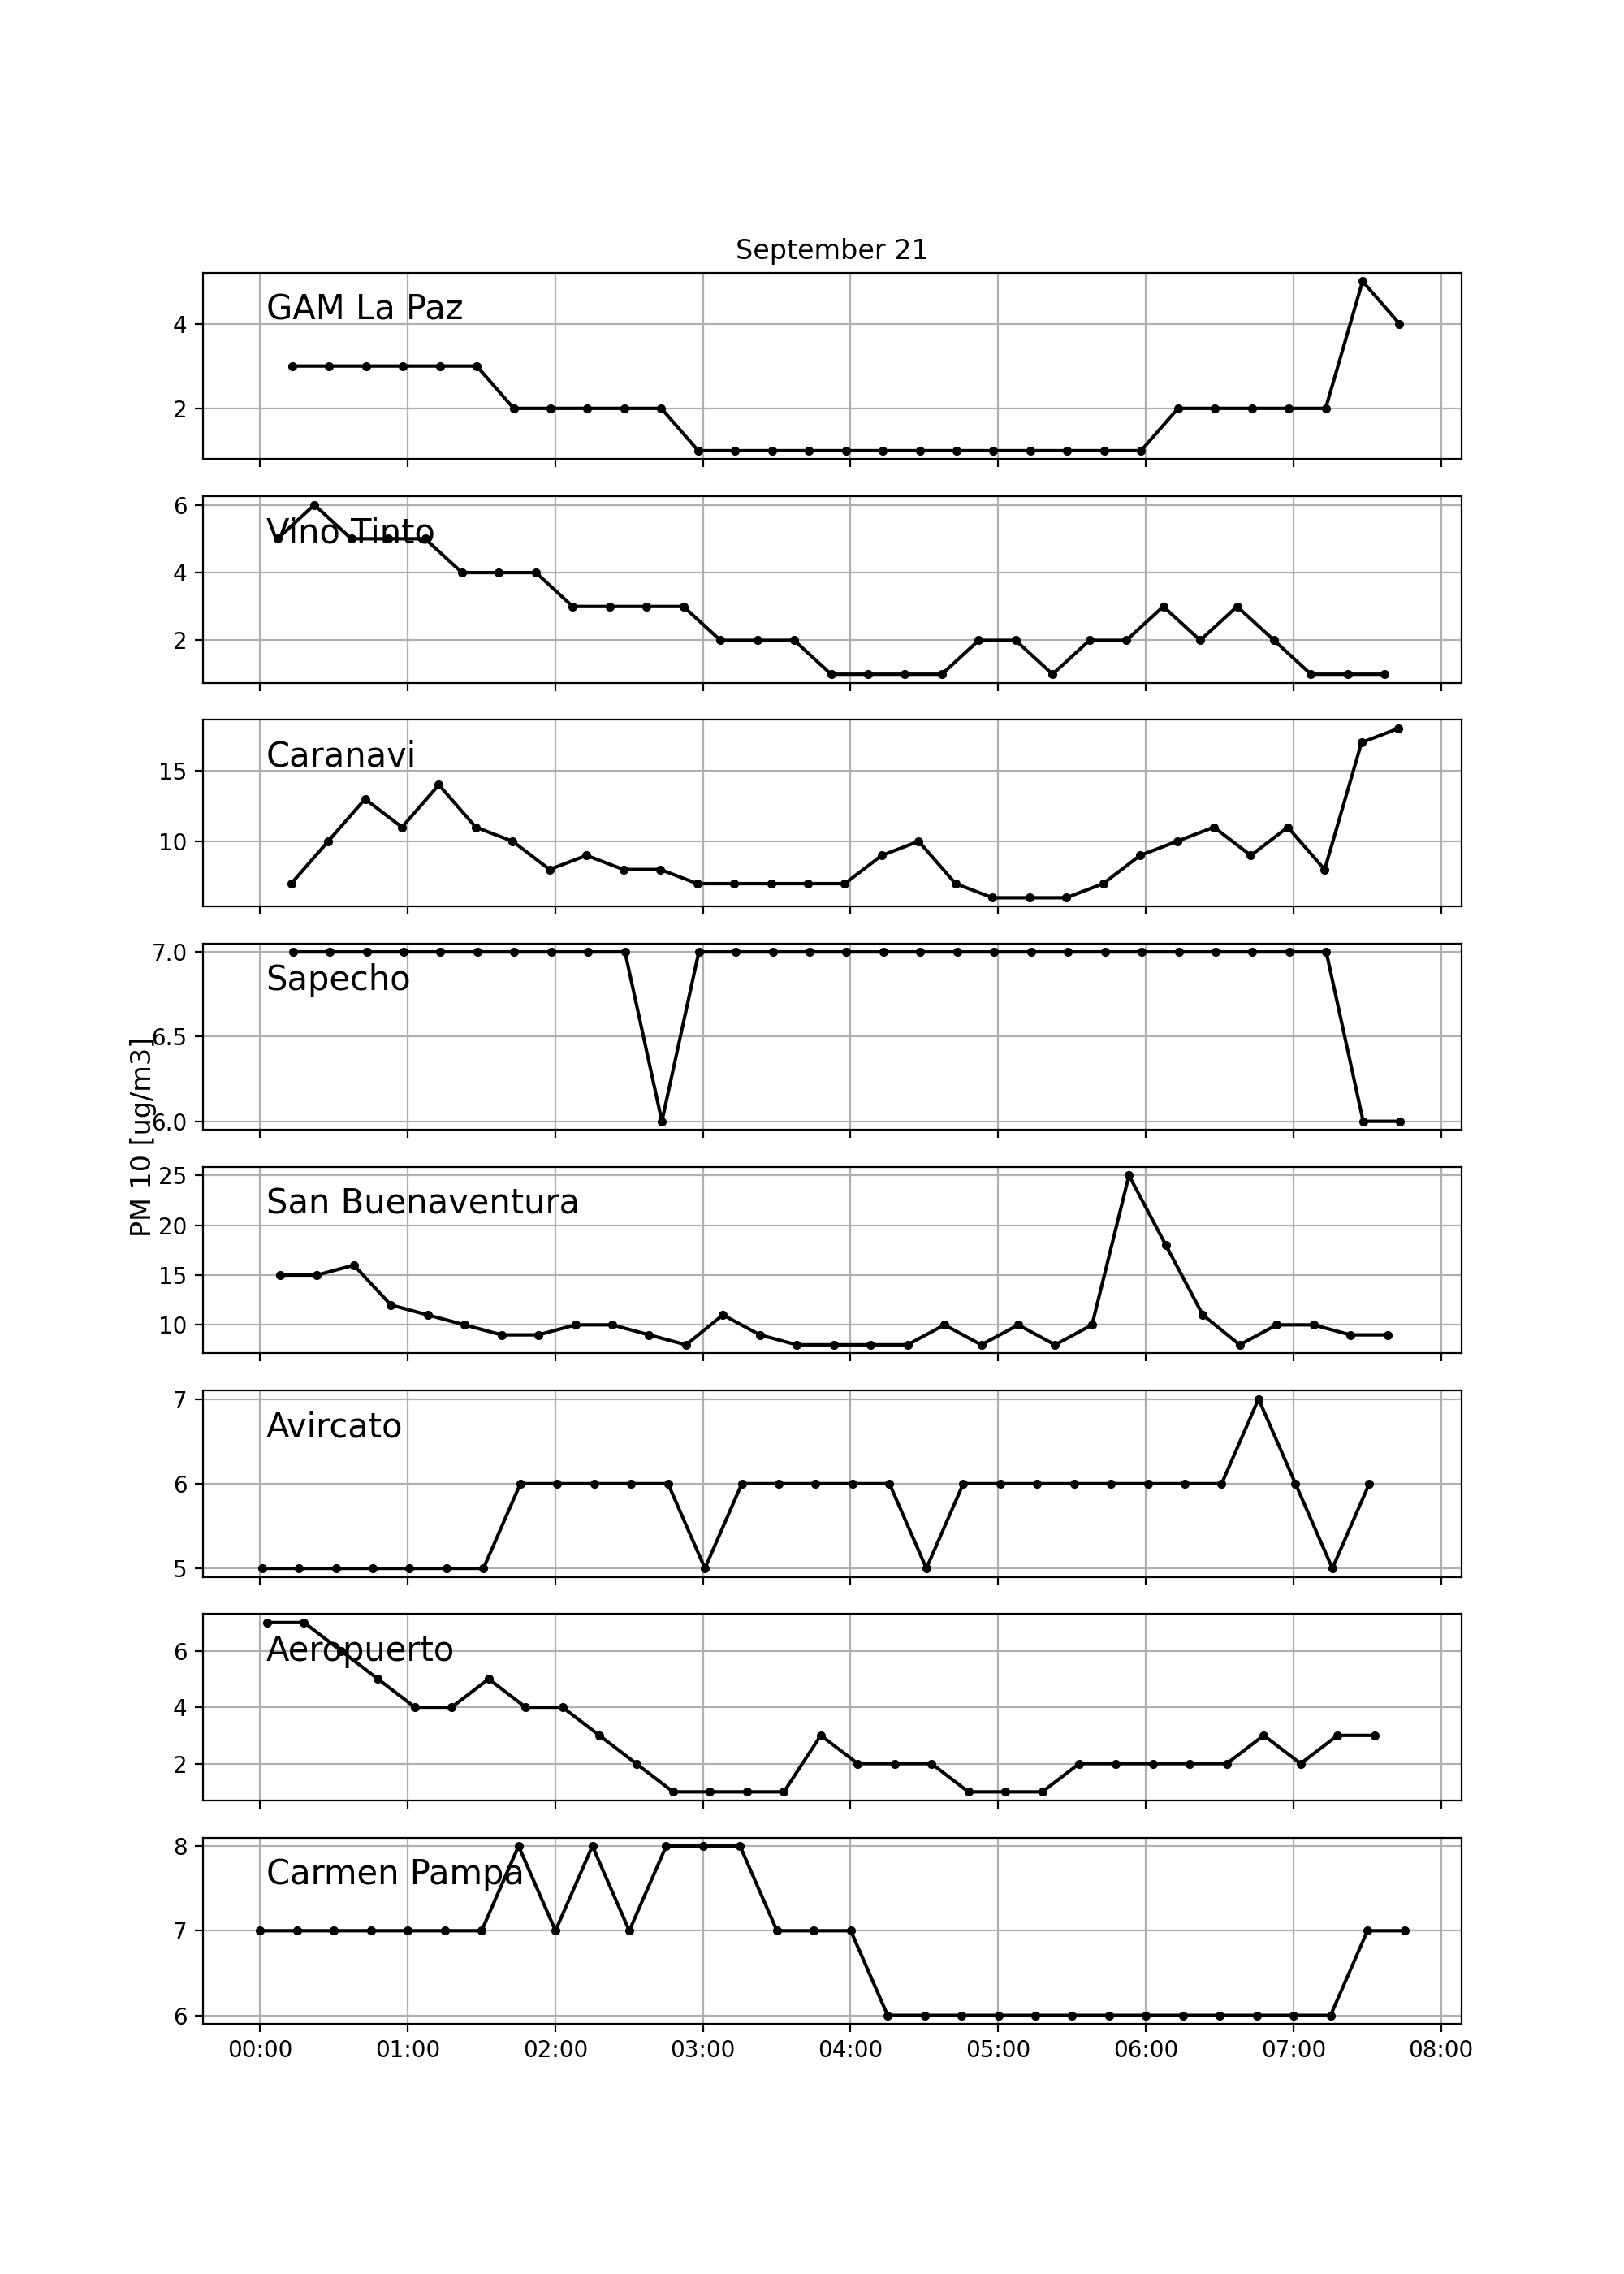 September 21
GAM La Paz
4
2
Vino Tinto
6
4
2
Caranavi
15
10
Sapecho
7.0
6.5
6.0
PM 10 [ug/m3]
San Buenaventura
25
20
15
10
Avircato
7
6
5
Aeropuerto
6
4
2
Carmen Pampa
8
7
6
00:00 01:00 02:00 03:00 04:00 05:00 06:00 07:00 08:00